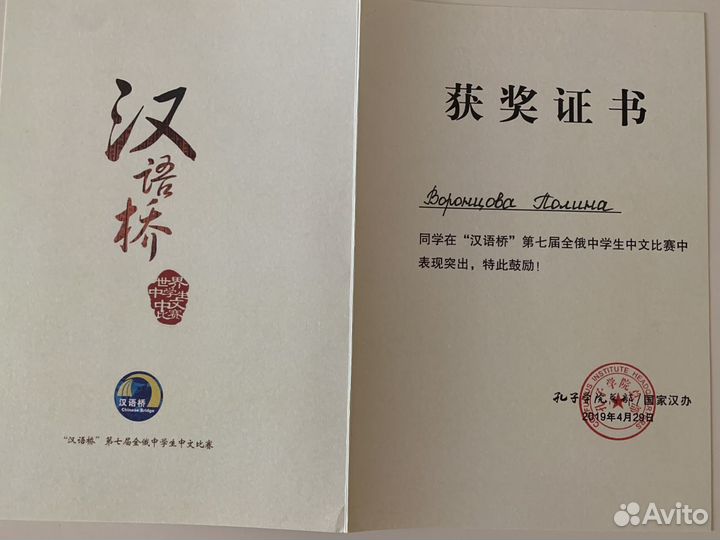 汉
语
桥
世界
中学生
中文
比赛
汉语桥
Chinese Bridge
“汉语桥”第七届全俄中学生中文比赛
获奖证书
Воронцова Полина
同学在“汉语桥”第七届全俄中学生中文比赛中
表现突出，特此鼓励！
CONFUCIUS INSTITUTE HEADQUARTERS
孔子学院总部/国家汉办
2019年4月29日
Avito